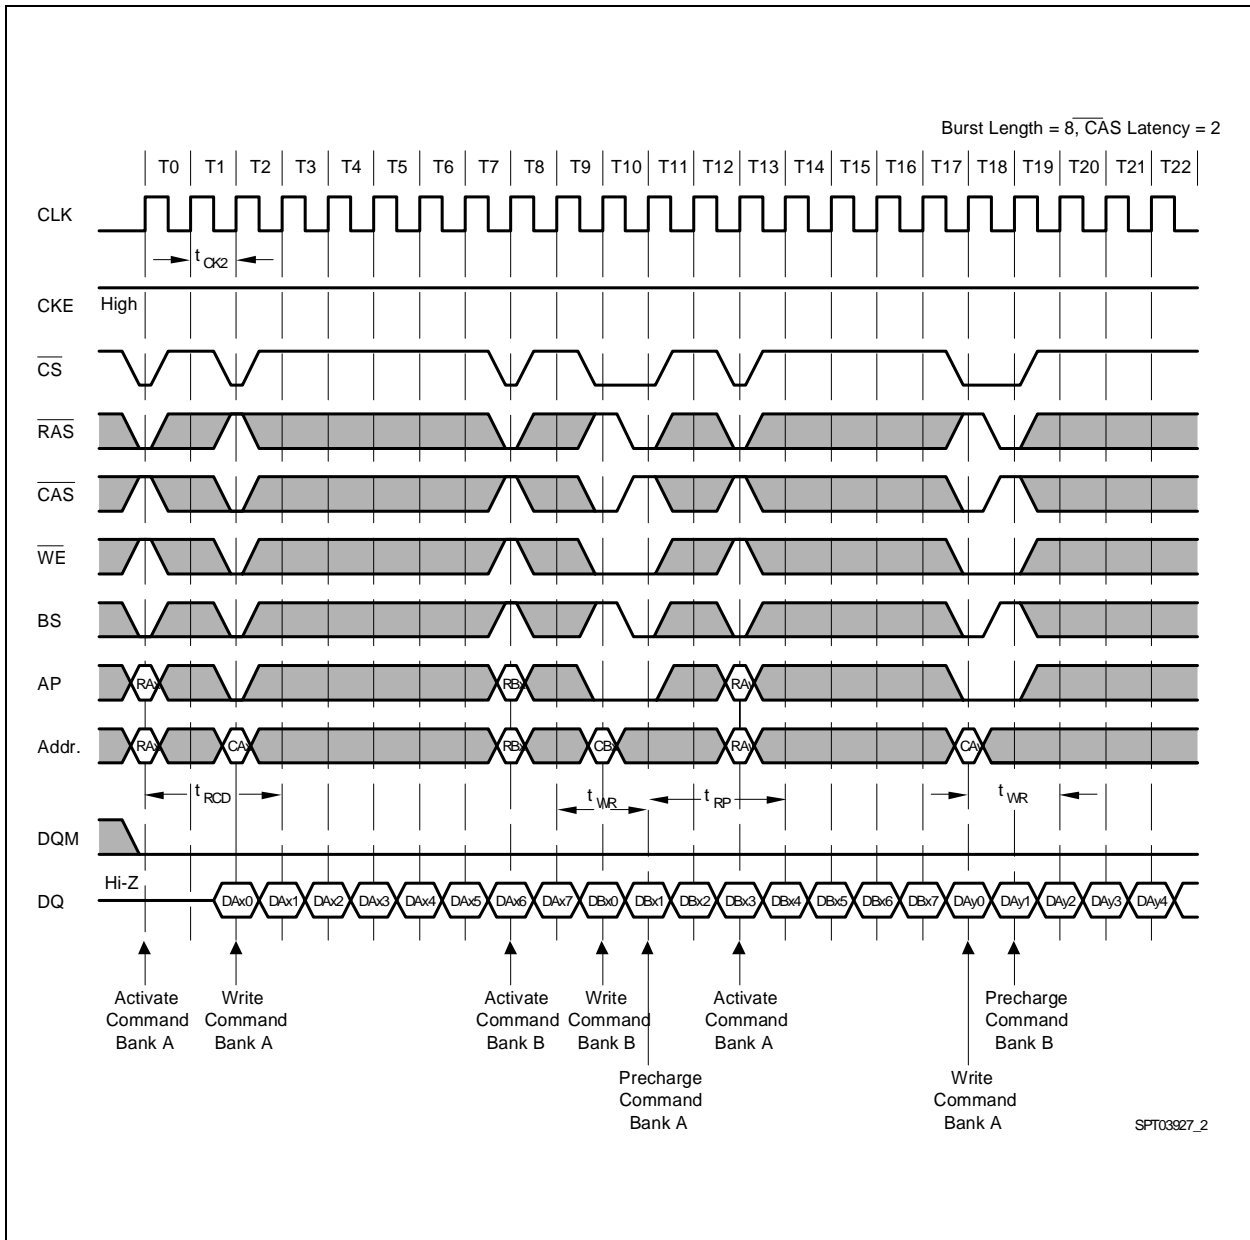 Burst Length = 8, CAS Latency = 2
T0 T1 T2 T3 T4 T5 T6 T7 T8 T9 T10 T11 T12 T13 T14 T15 T16 T17 T18 T19 T20 T21 T22
CLK
t CK2
CKE High
CS
RAS
CAS
WE
BS
AP RAx RBx RAy
Addr. RAx CAx RBx CBx RAy CAy
t RCD t WR t RP t WR
DQM
Hi-Z
DQ DAx0 DAx1 DAx2 DAx3 DAx4 DAx5 DAx6 DAx7 DBx0 DBx1 DBx2 DBx3 DBx4 DBx5 DBx6 DBx7 DAy0 DAy1 DAy2 DAy3 DAy4
Activate Command Bank A
Write Command Bank A
Activate Command Bank B
Write Command Bank B
Activate Command Bank A
Precharge Command Bank B
Precharge Command Bank A
Write Command Bank A
SPT03927_2